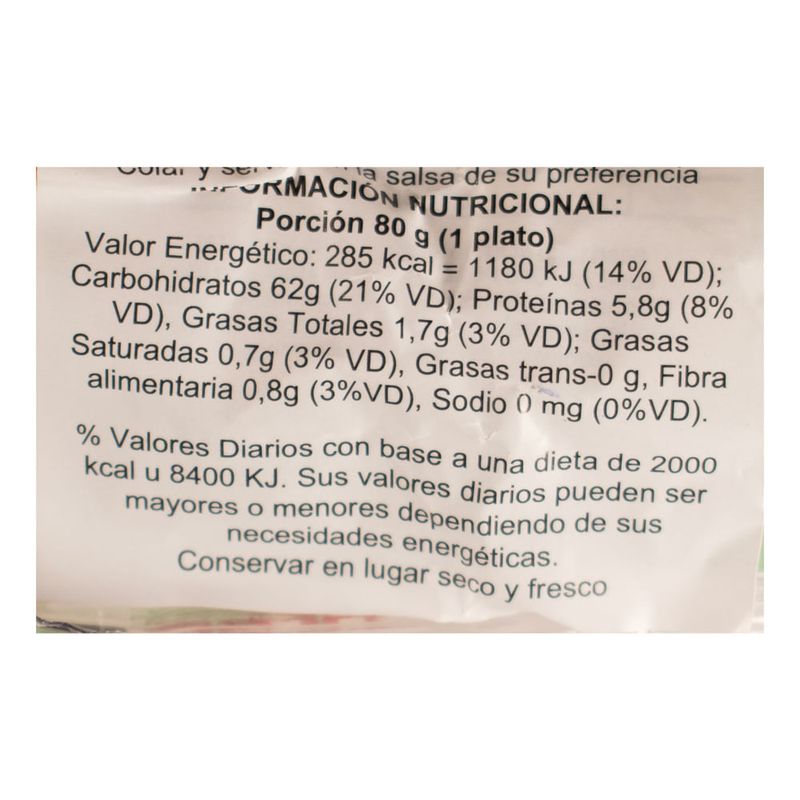 y salsa de su preferencia
INFORMACIÓN NUTRICIONAL:
Porción 80 g (1 plato)
Valor Energético: 285 kcal = 1180 kJ (14% VD);
Carbohidratos 62g (21% VD); Proteínas 5,8g (8%
VD), Grasas Totales 1,7g (3% VD); Grasas
Saturadas 0,7g (3% VD), Grasas trans-0 g, Fibra
alimentaria 0,8g (3%VD), Sodio 0 mg (0%VD).
% Valores Diarios con base a una dieta de 2000
kcal u 8400 KJ. Sus valores diarios pueden ser
mayores o menores dependiendo de sus
necesidades energéticas.
Conservar en lugar seco y fresco